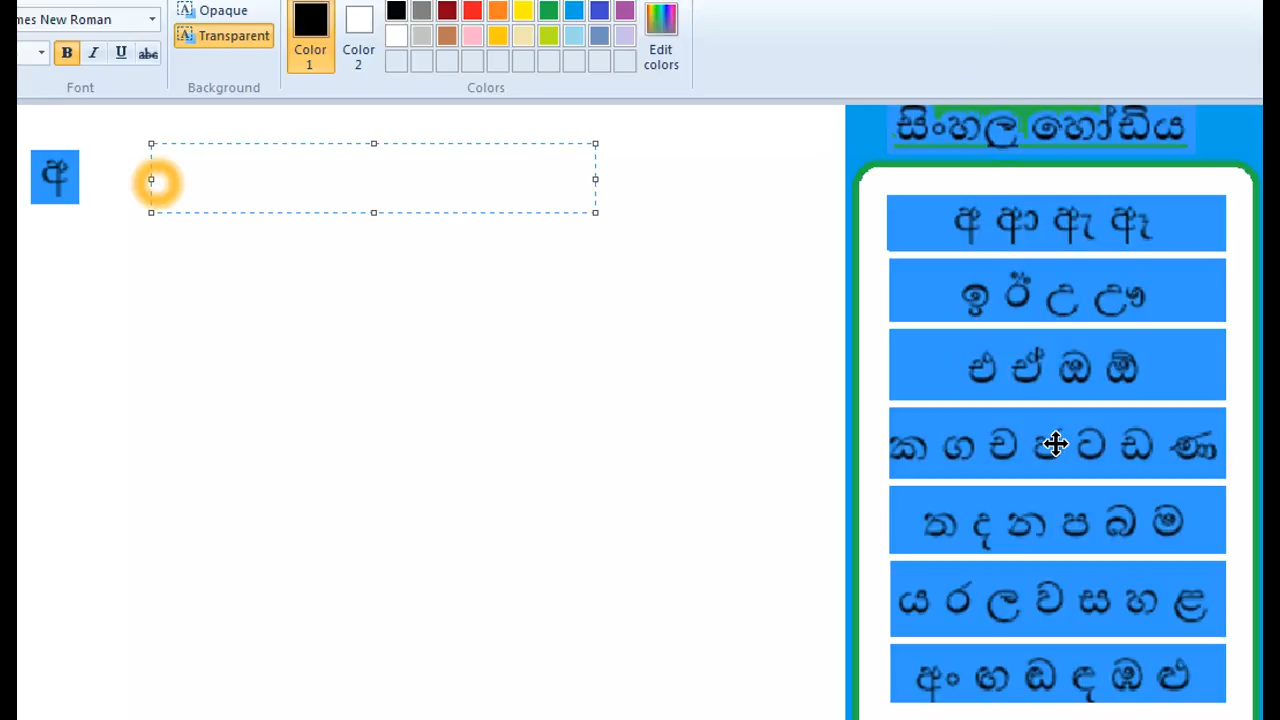 mes New Roman
Opaque
Transparent
B I U abc
Color 1
Color 2
Edit colors
Font
Background
Colors
අ
සිංහල හෝඩිය
අ ආ ඇ ඈ
ඉ ඊ උ ඌ
එ ඒ ඔ ඕ
ක ග ච ට ඩ ණ
ත ද න ප බ ම
ය ර ල ව ස හ ළ
අං ඟ ඬ ඳ ඹ ළු